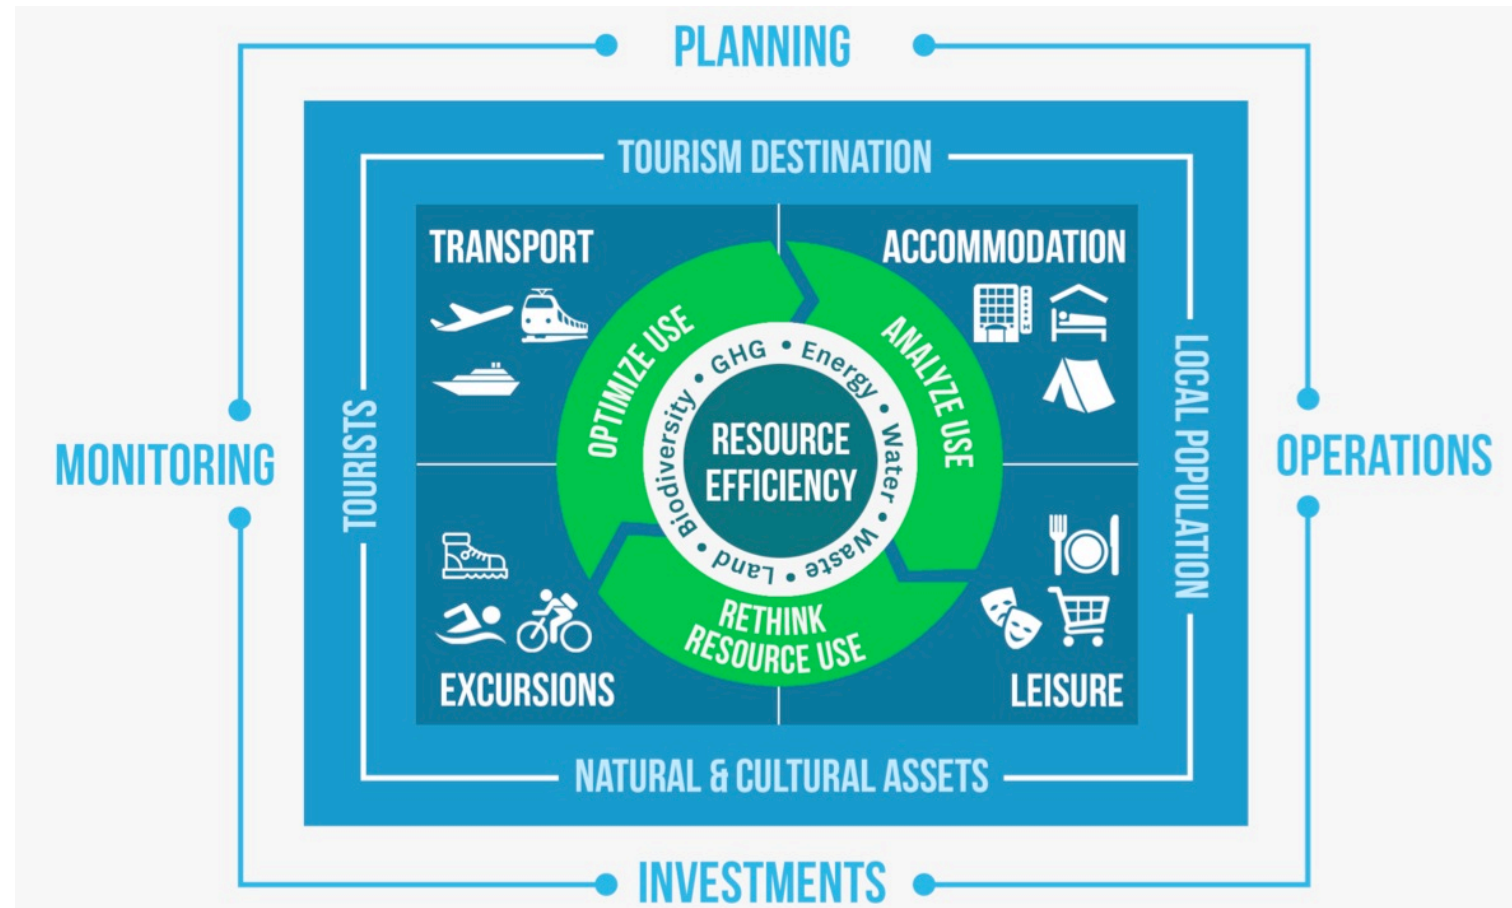 PLANNING
TOURISM DESTINATION
TRANSPORT
ACCOMMODATION
OPTIMIZE USE
ANALYZE USE
GHG • Energy • Water • Waste • Land • Biodiversity •
RESOURCE
EFFICIENCY
TOURISTS
LOCAL POPULATION
MONITORING
OPERATIONS
RETHINK
RESOURCE USE
EXCURSIONS
LEISURE
NATURAL & CULTURAL ASSETS
INVESTMENTS